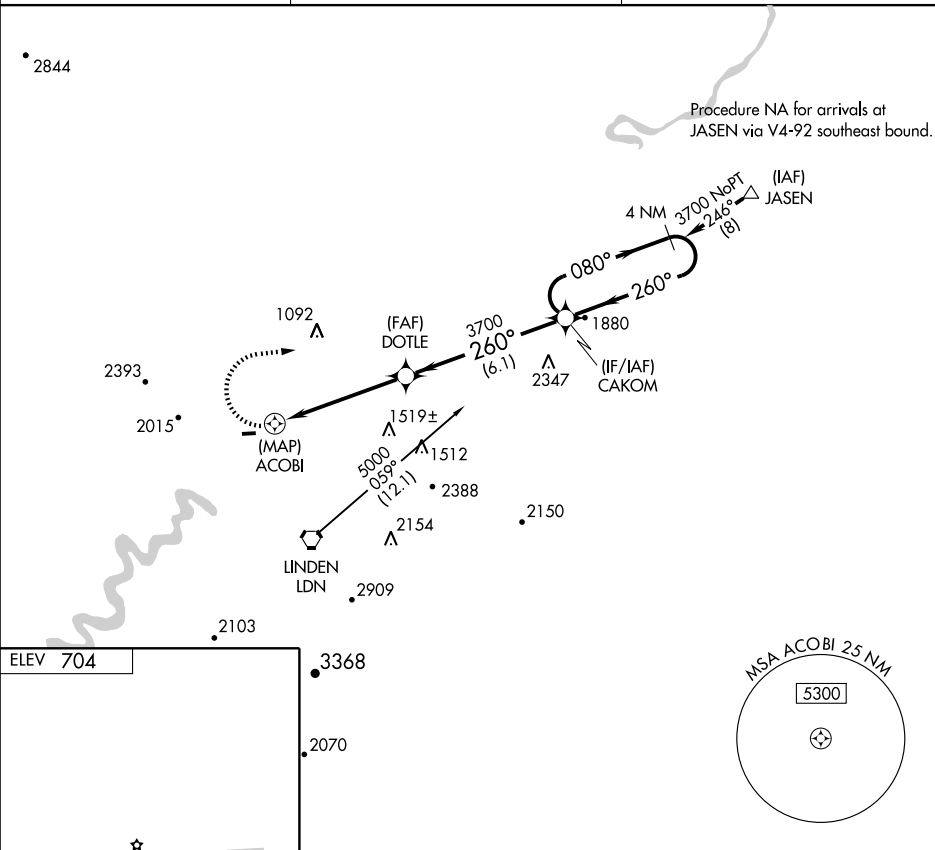 2844
Procedure NA for arrivals at
JASEN via V4-92 southeast bound.
(IAF)
JASEN
3700 NoPT
246°
(8)
4 NM
080°
260°
1880
(IF/IAF)
CAKOM
2347
3700
260°
(6.1)
(FAF)
DOTLE
1092
2393
2015
(MAP)
ACOBI
1519±
1512
5000
059°
(12.1)
2388
2150
2154
LINDEN
LDN
2909
2103
ELEV 704
3368
2070
MSA ACOBI 25 NM
5300